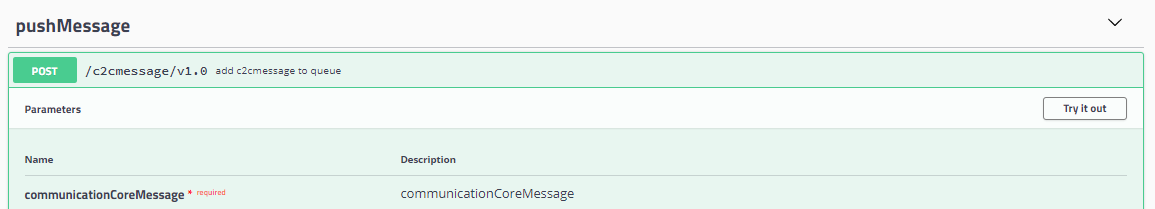 pushMessage
POST /c2cmessage/v1.0 add c2cmessage to queue
Parameters Try it out
Name Description
communicationCoreMessage * required communicationCoreMessage